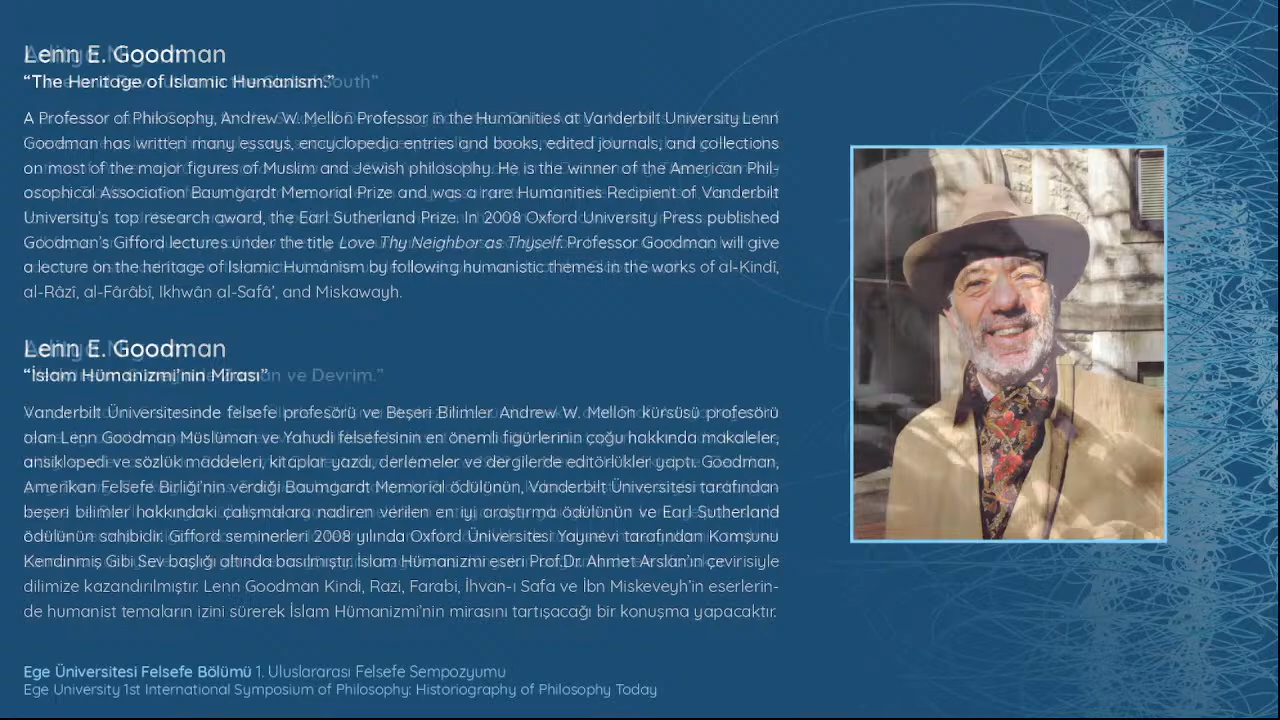 Lenn E. Goodman
“The Heritage of Islamic Humanism.”
A Professor of Philosophy, Andrew W. Mellon Professor in the Humanities at Vanderbilt University Lenn
Goodman has written many essays, encyclopedia entries and books, edited journals, and collections
on most of the major figures of Muslim and Jewish philosophy. He is the winner of the American Phil-
osophical Association Baumgardt Memorial Prize and was a rare Humanities Recipient of Vanderbilt
University’s top research award, the Earl Sutherland Prize. In 2008 Oxford University Press published
Goodman’s Gifford lectures under the title, Love Thy Neighbor as Thyself. Professor Goodman will give
a lecture on the heritage of Islamic Humanism by following humanistic themes in the works of al-Kindî,
al-Râzî, al-Fârâbî, Ikhwân al-Safâ’, and Miskawayh.
Lenn E. Goodman
“İslam Hümanizmi’nin Mirası”
Vanderbilt Üniversitesinde felsefe profesörü ve Beşeri Bilimler Andrew W. Mellon kürsüsü profesörü
olan Lenn Goodman Müslüman ve Yahudi felsefesinin en önemli figürlerinin çoğu hakkında makaleler,
ansiklopedi ve sözlük maddeleri, kitaplar yazdı, derlemeler ve dergilerde editörlükler yaptı. Goodman,
Amerikan Felsefe Birliği’nin verdiği Baumgardt Memorial ödülünün, Vanderbilt Üniversitesi tarafından
beşeri bilimler hakkındaki çalışmalara nadiren verilen en iyi araştırma ödülünün ve Earl Sutherland
ödülünün sahibidir. Gifford seminerleri 2008 yılında Oxford Üniversitesi Yayınevi tarafından Komşunu
Kendinmiş Gibi Sev başlığı altında basılmıştır. İslam Hümanizmi eseri Prof.Dr. Ahmet Arslan’ın çevirisiyle
dilimize kazandırılmıştır. Lenn Goodman Kindi, Razi, Farabi, İhvan-ı Safa ve İbn Miskeveyh’in eserlerin-
de humanist temaların izini sürerek İslam Hümanizmi’nin mirasını tartışacağı bir konuşma yapacaktır.
Ege Üniversitesi Felsefe Bölümü 1. Uluslararası Felsefe Sempozyumu
Ege University 1st International Symposium of Philosophy: Historiography of Philosophy Today